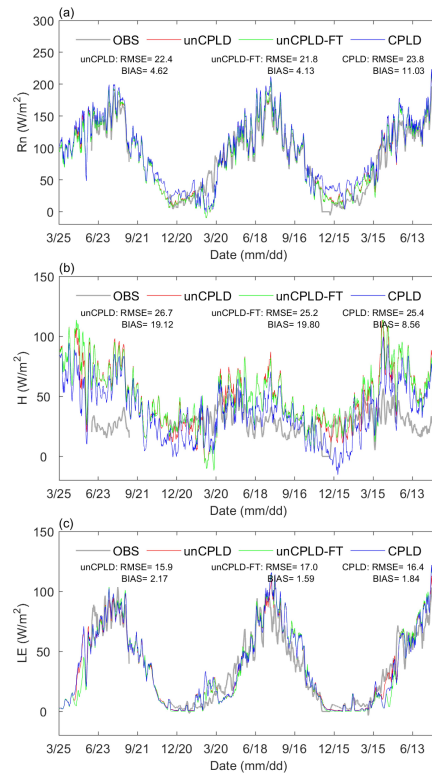 (a)
300
250
200
150
100
50
0
Rn (W/m²)
OBS unCPLD unCPLD-FT CPLD
unCPLD: RMSE= 22.4 unCPLD-FT: RMSE= 21.8 CPLD: RMSE= 23.8
BIAS= 4.62 BIAS= 4.13 BIAS= 11.03
3/25 6/23 9/21 12/20 3/20 6/18 9/16 12/15 3/15 6/13
Date (mm/dd)
(b)
150
100
50
0
H (W/m²)
OBS unCPLD unCPLD-FT CPLD
unCPLD: RMSE= 26.7 unCPLD-FT: RMSE= 25.2 CPLD: RMSE= 25.4
BIAS= 19.12 BIAS= 19.80 BIAS= 8.56
3/25 6/23 9/21 12/20 3/20 6/18 9/16 12/15 3/15 6/13
Date (mm/dd)
(c)
150
100
50
0
LE (W/m²)
OBS unCPLD unCPLD-FT CPLD
unCPLD: RMSE= 15.9 unCPLD-FT: RMSE= 17.0 CPLD: RMSE= 16.4
BIAS= 2.17 BIAS= 1.59 BIAS= 1.84
3/25 6/23 9/21 12/20 3/20 6/18 9/16 12/15 3/15 6/13
Date (mm/dd)